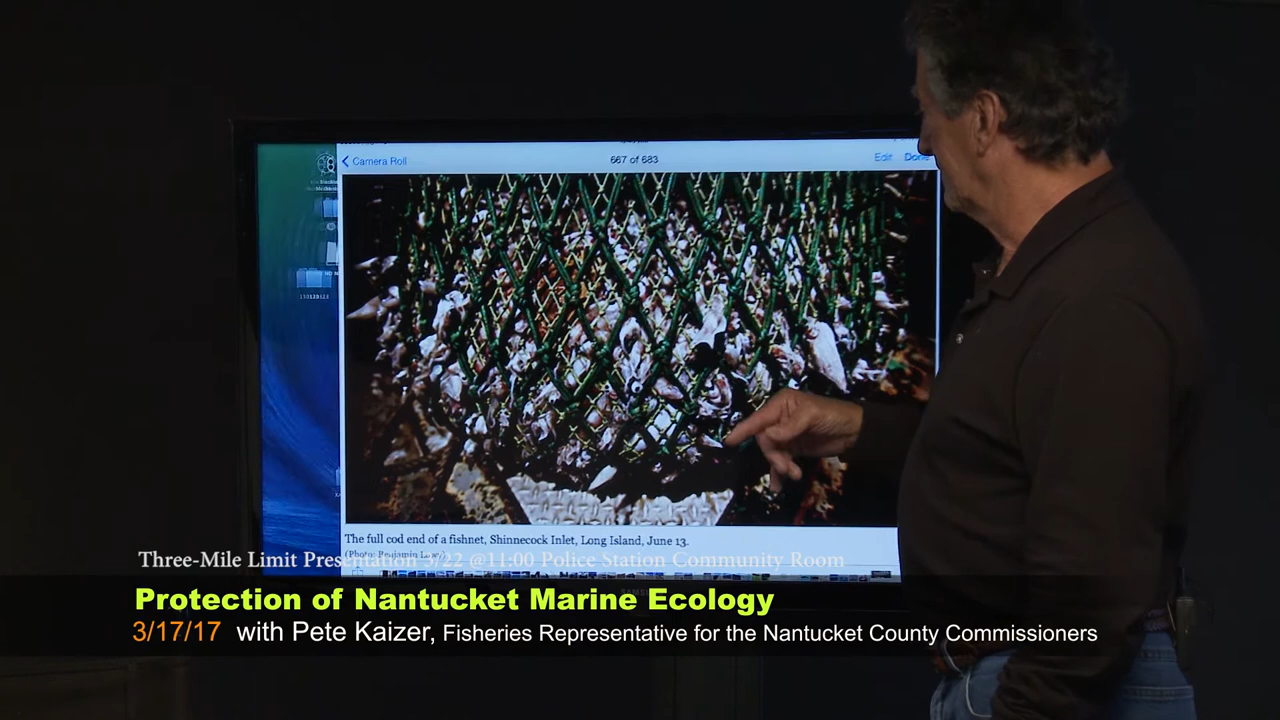 Camera Roll
667 of 683
Edit
The full cod end of a fishnet, Shinnecock Inlet, Long Island, June 13.
(Photo: Benjamin Lowy)
Three-Mile Limit Presentation 3/22 @11:00 Police Station Community Room
Protection of Nantucket Marine Ecology
3/17/17 with Pete Kaizer, Fisheries Representative for the Nantucket County Commissioners